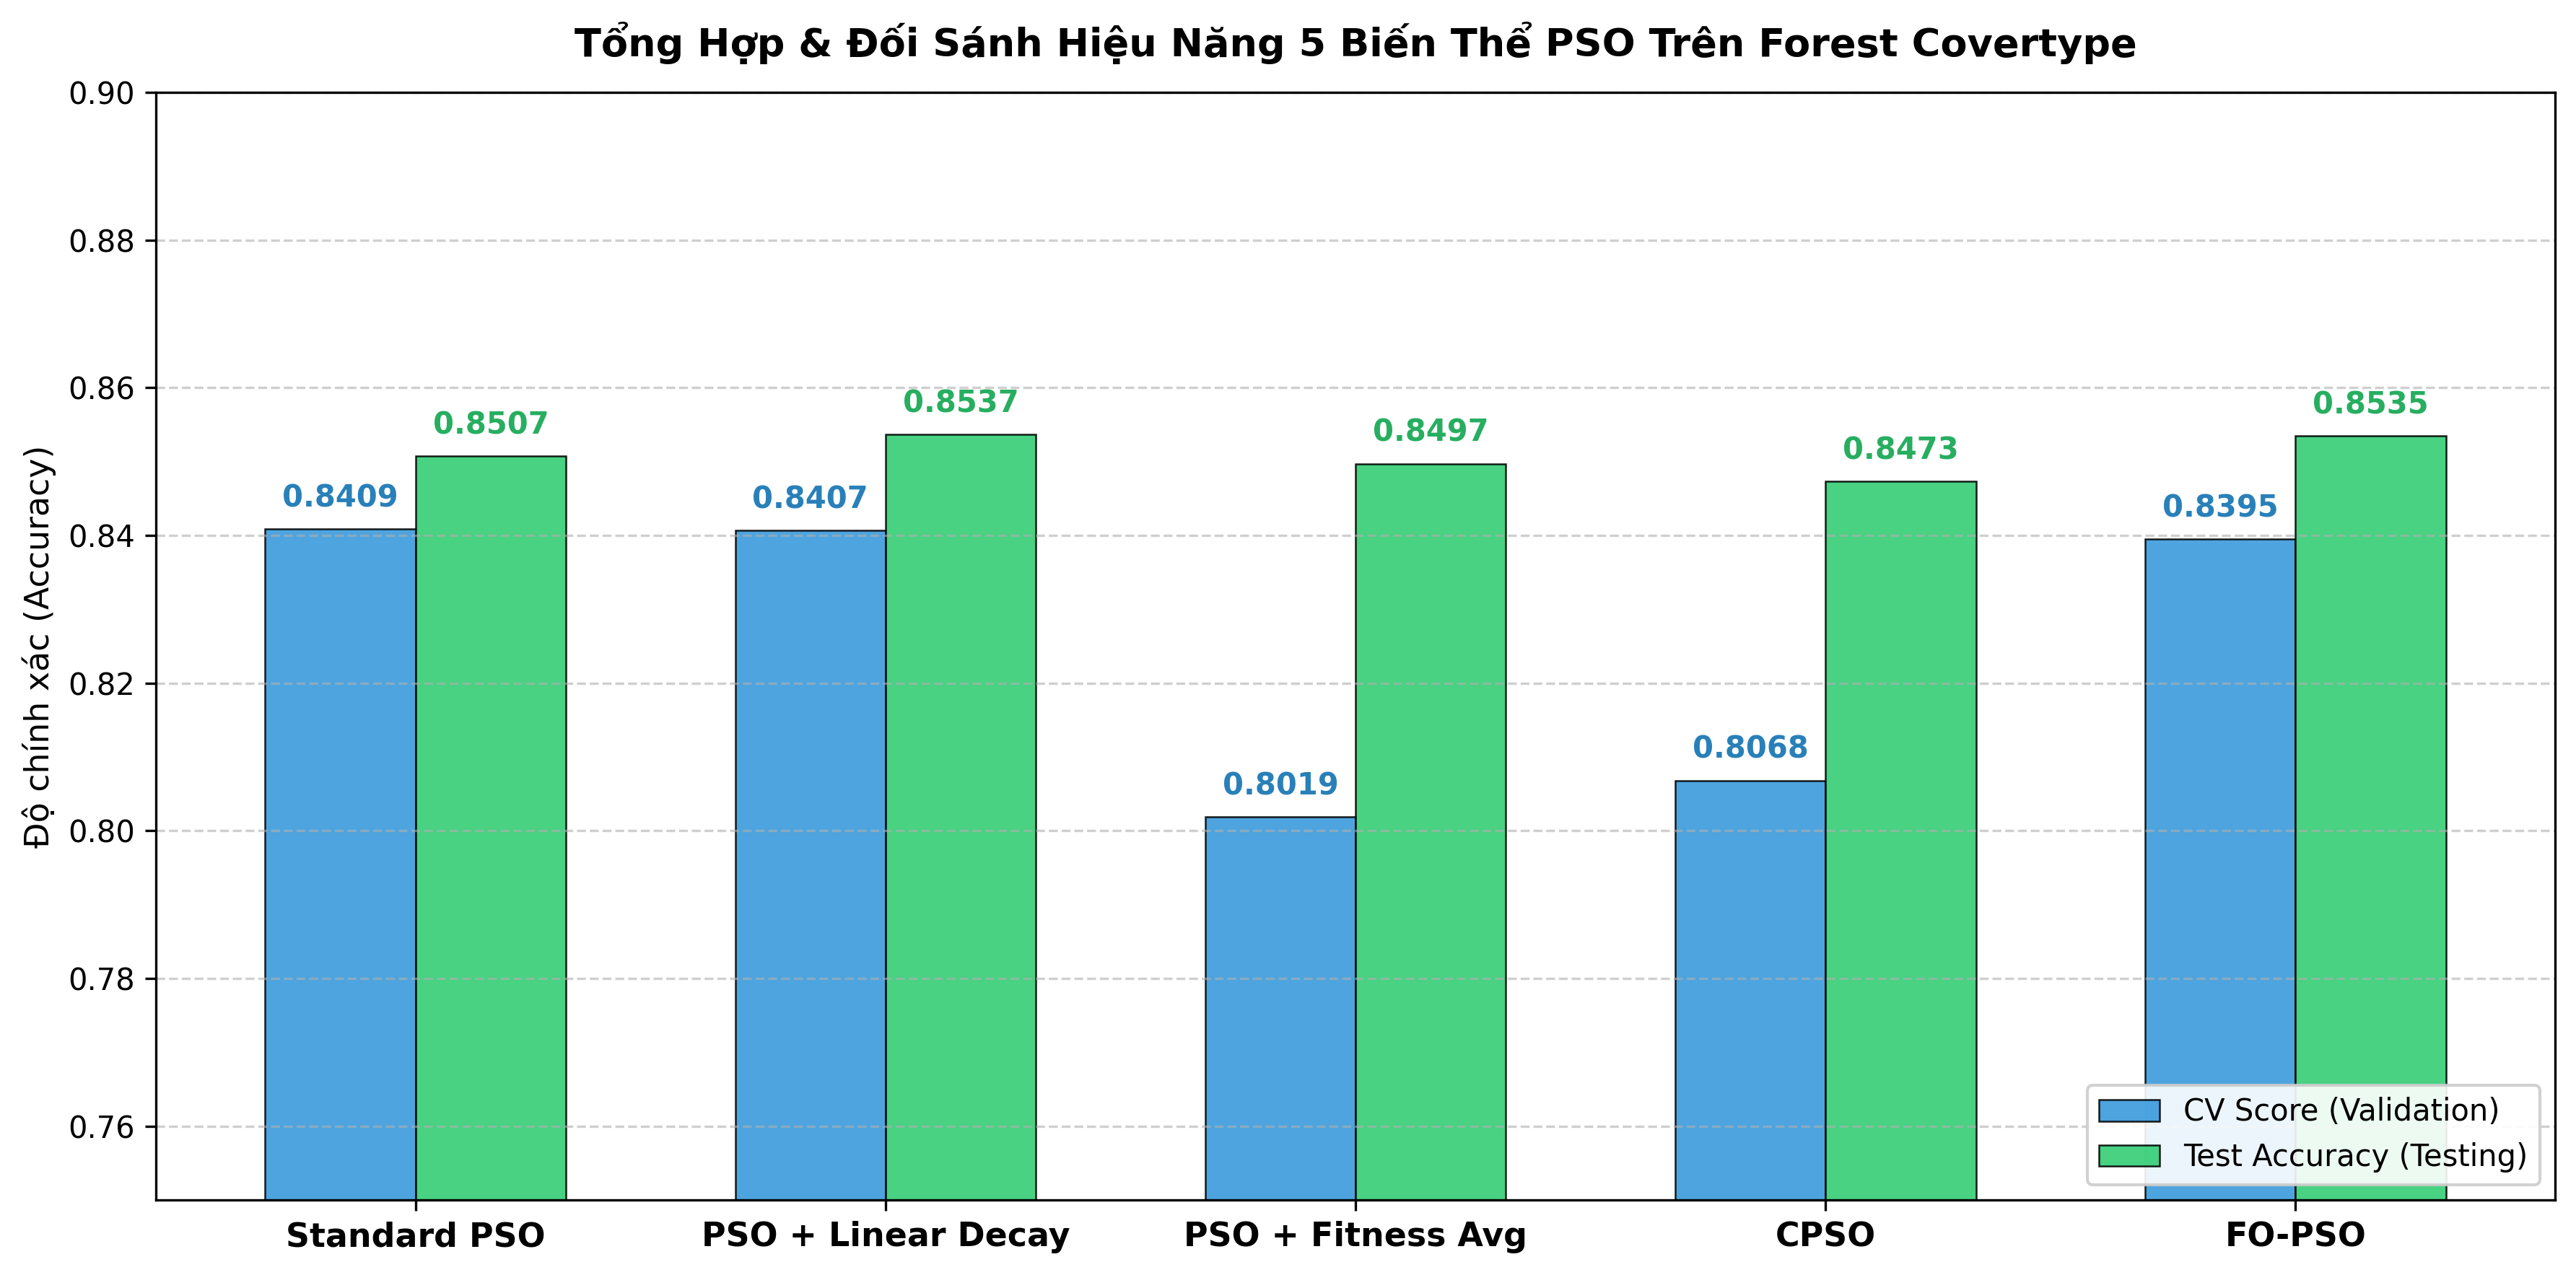 Tổng Hợp & Đối Sánh Hiệu Năng 5 Biến Thể PSO Trên Forest Covertype
Độ chính xác (Accuracy)
0.90
0.88
0.86
0.84
0.82
0.80
0.78
0.76
0.8409
0.8507
0.8407
0.8537
0.8019
0.8497
0.8068
0.8473
0.8395
0.8535
CV Score (Validation)
Test Accuracy (Testing)
Standard PSO
PSO + Linear Decay
PSO + Fitness Avg
CPSO
FO-PSO